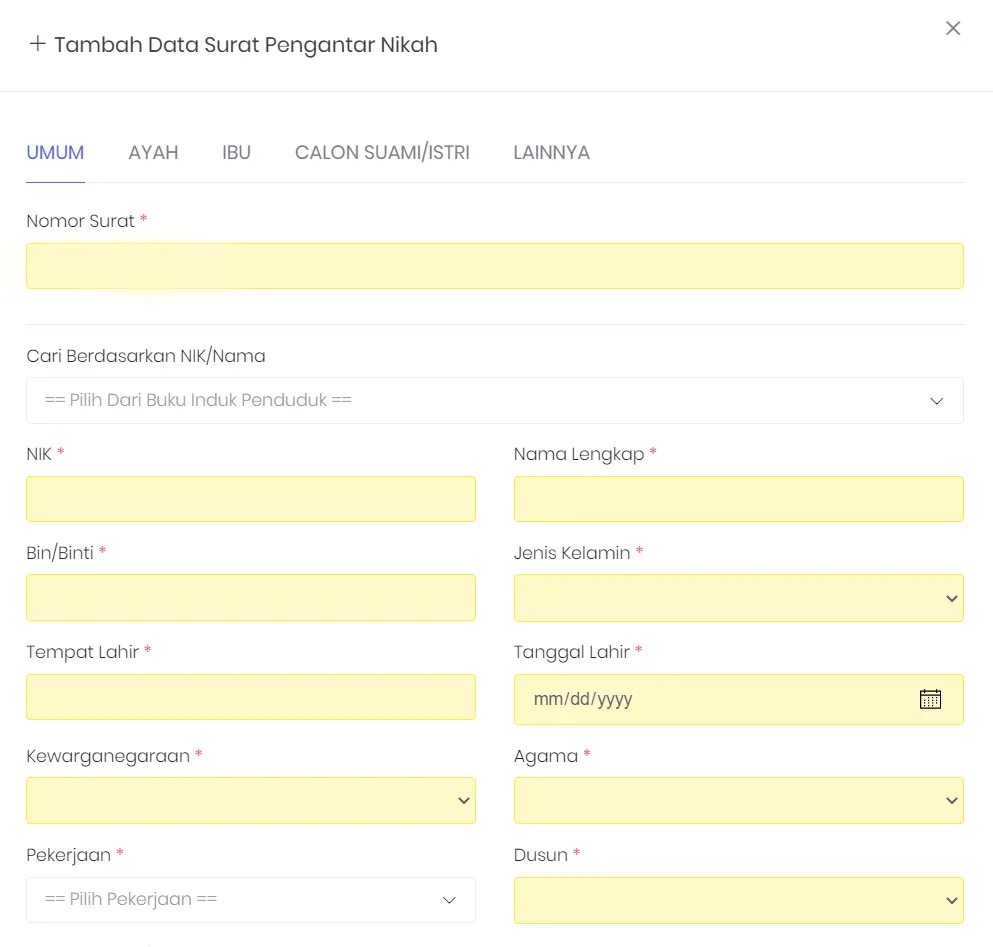 + Tambah Data Surat Pengantar Nikah
UMUM AYAH IBU CALON SUAMI/ISTRI LAINNYA
Nomor Surat *
Cari Berdasarkan NIK/Nama
== Pilih Dari Buku Induk Penduduk ==
NIK * Nama Lengkap *
Bin/Binti * Jenis Kelamin *
Tempat Lahir * Tanggal Lahir *
mm/dd/yyyy
Kewarganegaraan * Agama *
Pekerjaan * Dusun *
== Pilih Pekerjaan ==